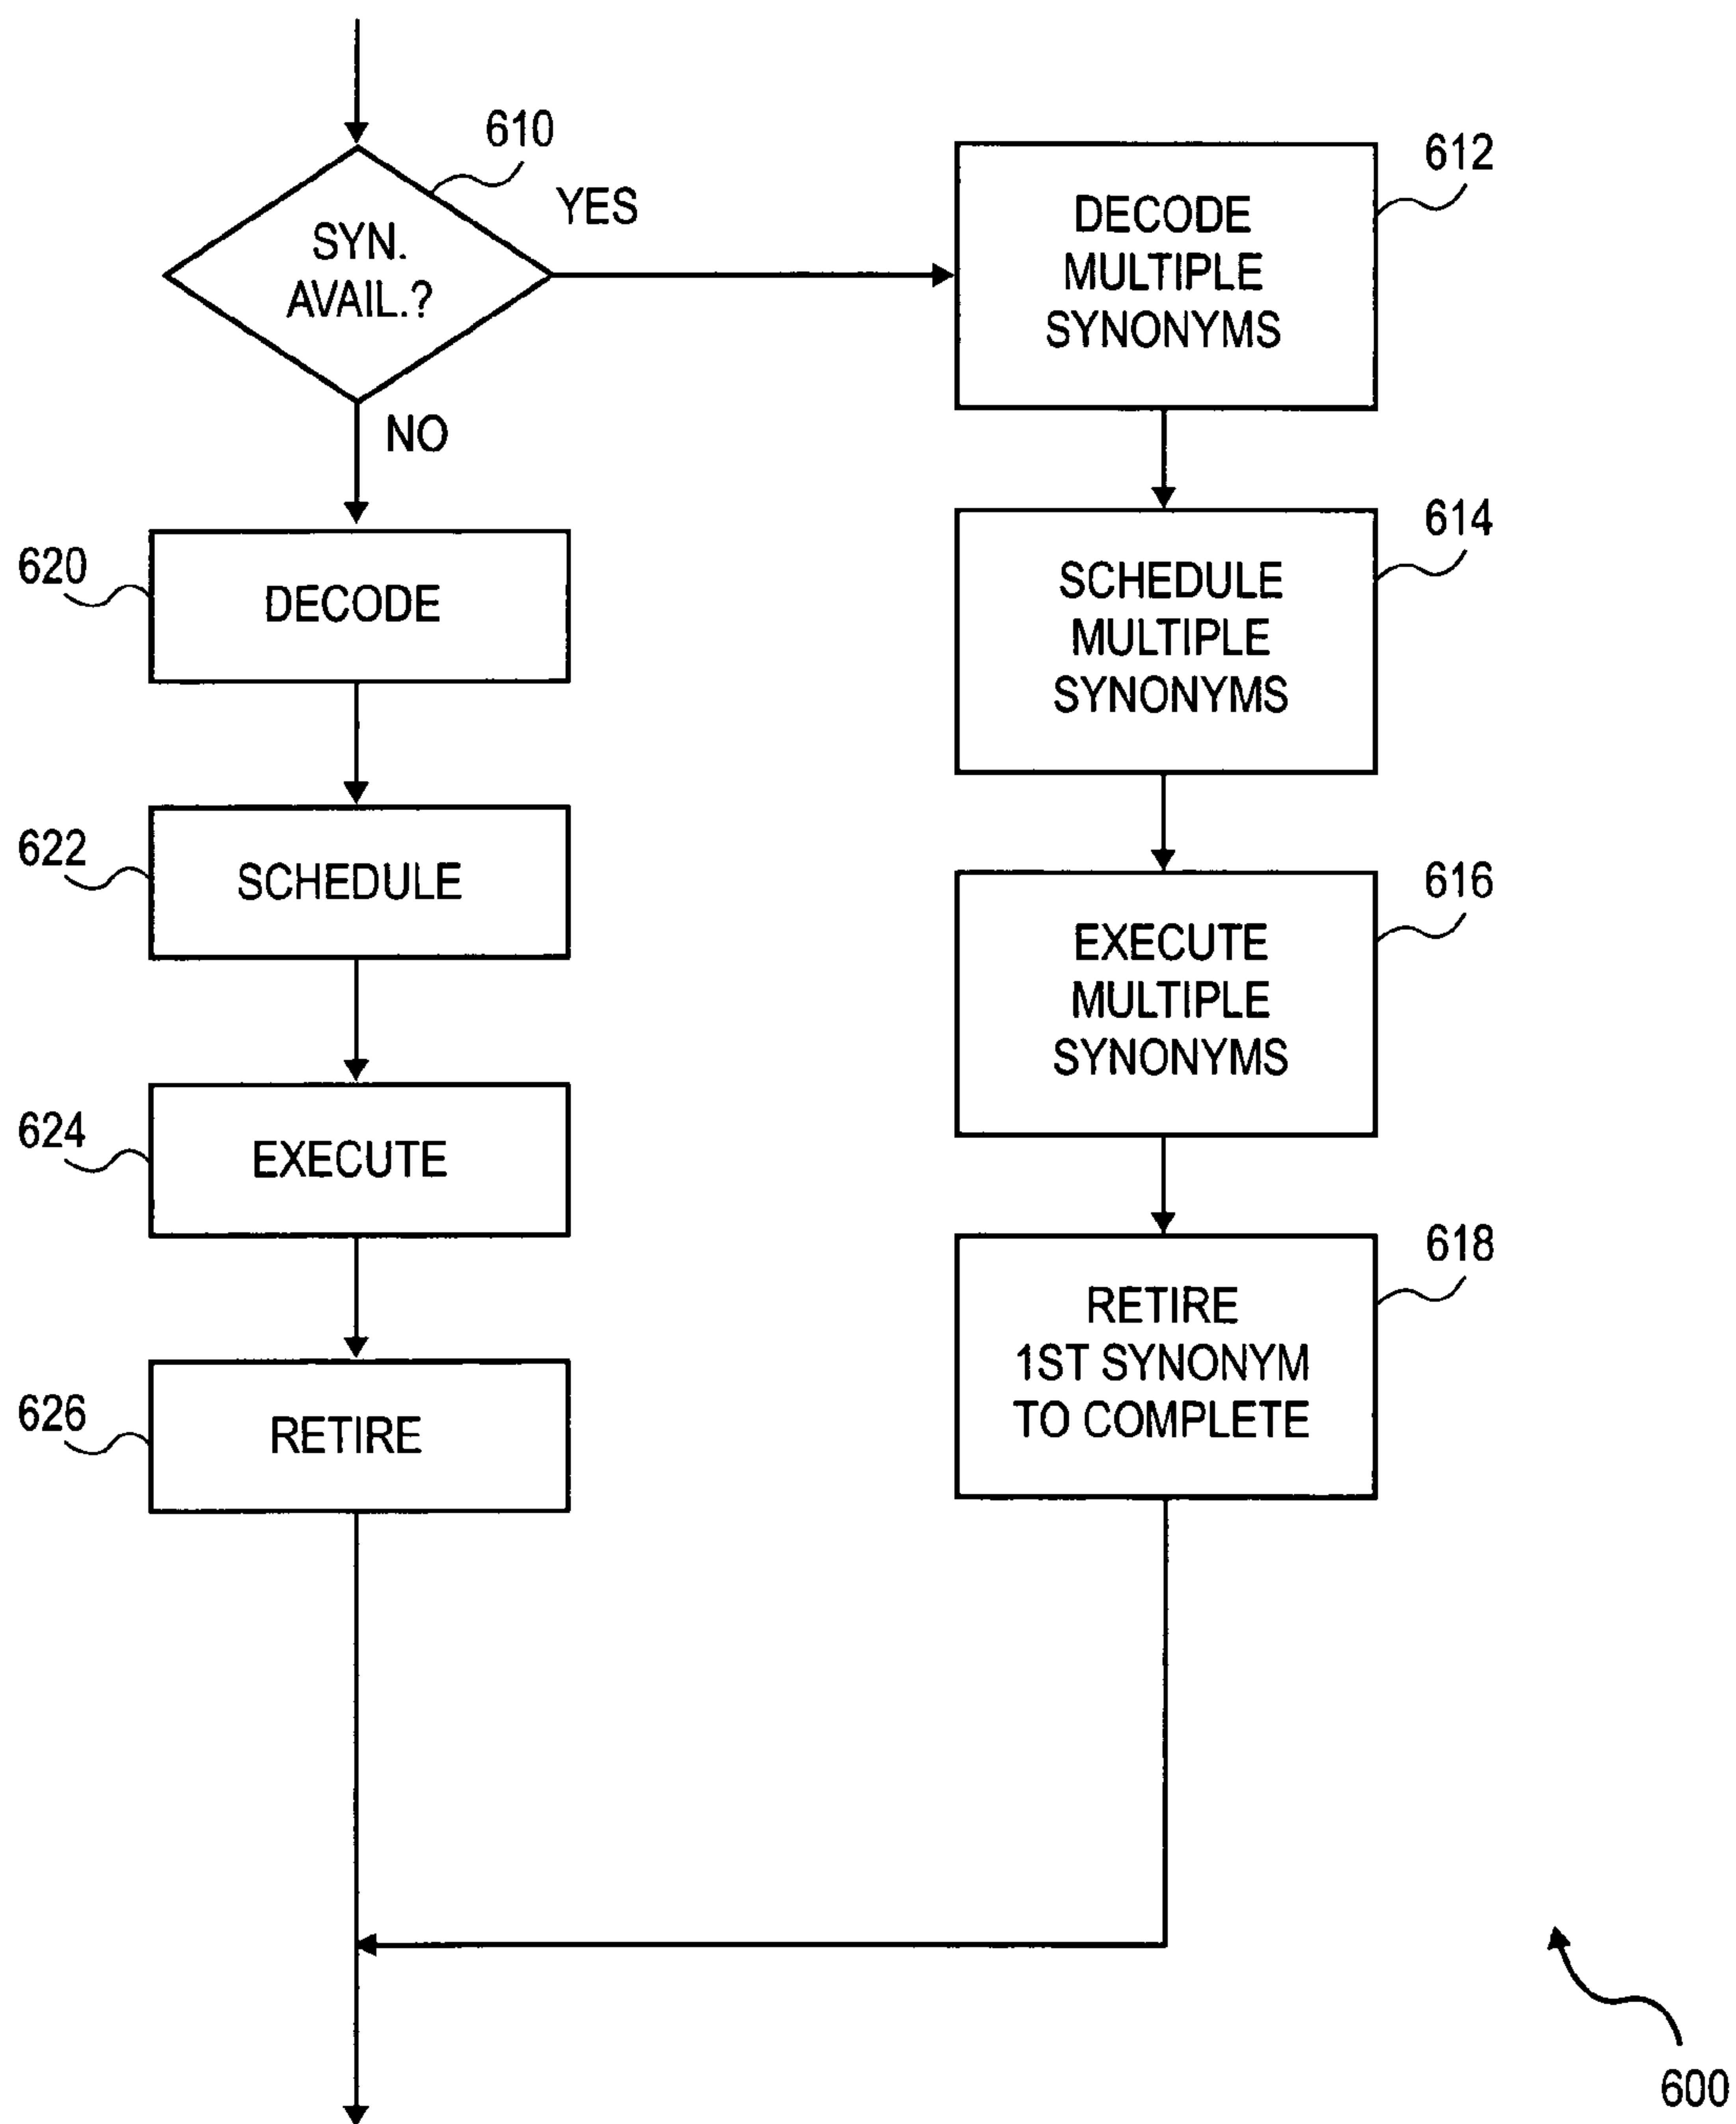 610
SYN.
AVAIL.?
YES
NO
612
DECODE
MULTIPLE
SYNONYMS
614
SCHEDULE
MULTIPLE
SYNONYMS
616
EXECUTE
MULTIPLE
SYNONYMS
618
RETIRE
1ST SYNONYM
TO COMPLETE
620
DECODE
622
SCHEDULE
624
EXECUTE
626
RETIRE
600